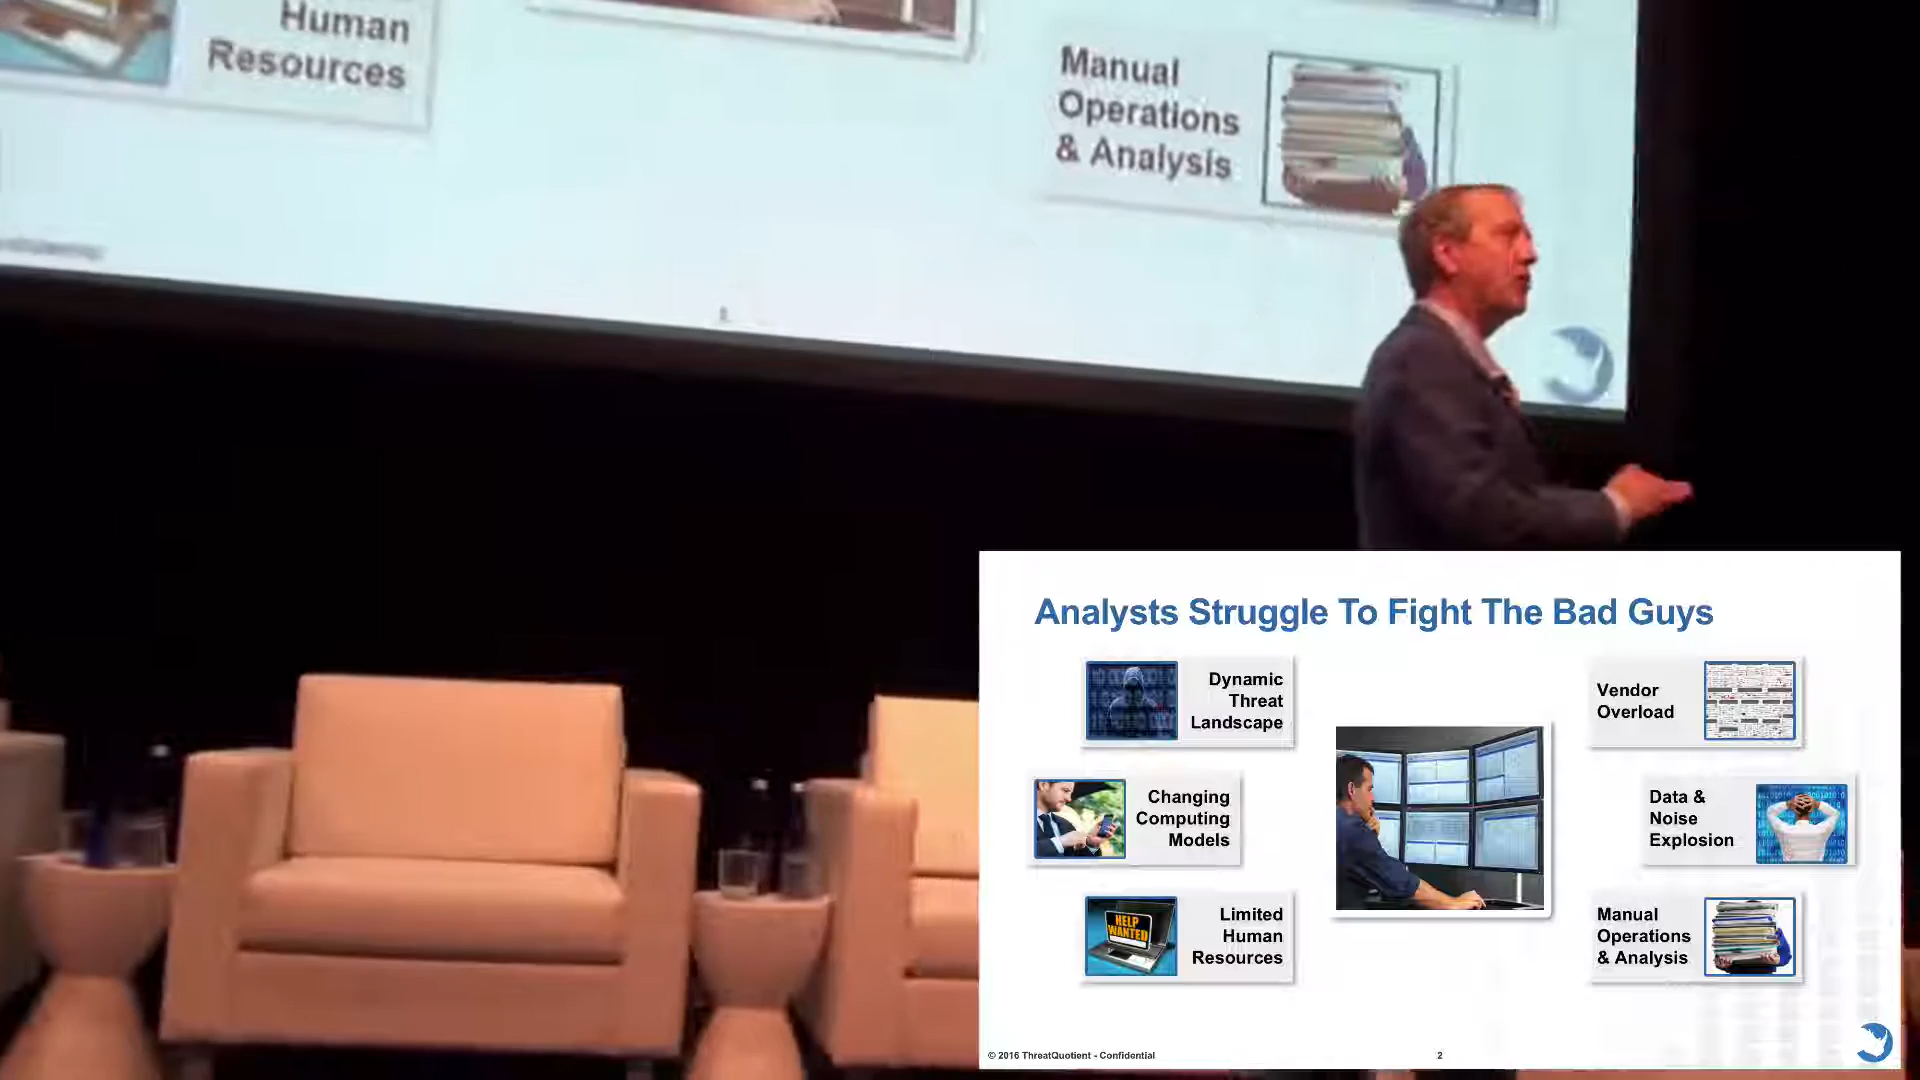 Human
Resources
Manual
Operations
& Analysis
Analysts Struggle To Fight The Bad Guys
Dynamic
Threat
Landscape
Vendor
Overload
Changing
Computing
Models
Data &
Noise
Explosion
HELP
WANTED
Limited
Human
Resources
Manual
Operations
& Analysis
© 2016 ThreatQuotient - Confidential
2